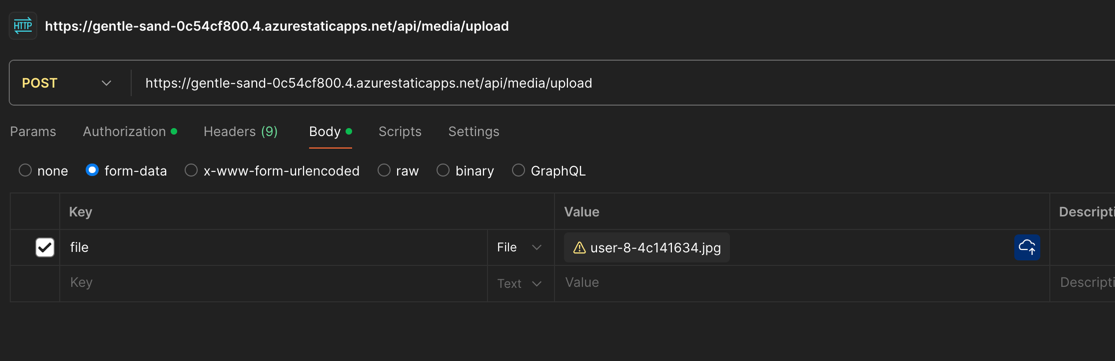 HTTP https://gentle-sand-0c54cf800.4.azurestaticapps.net/api/media/upload
POST https://gentle-sand-0c54cf800.4.azurestaticapps.net/api/media/upload
Params Authorization Headers (9) Body Scripts Settings
none form-data x-www-form-urlencoded raw binary GraphQL
Key Value Descripti
file File user-8-4c141634.jpg
Key Text Value Descripti